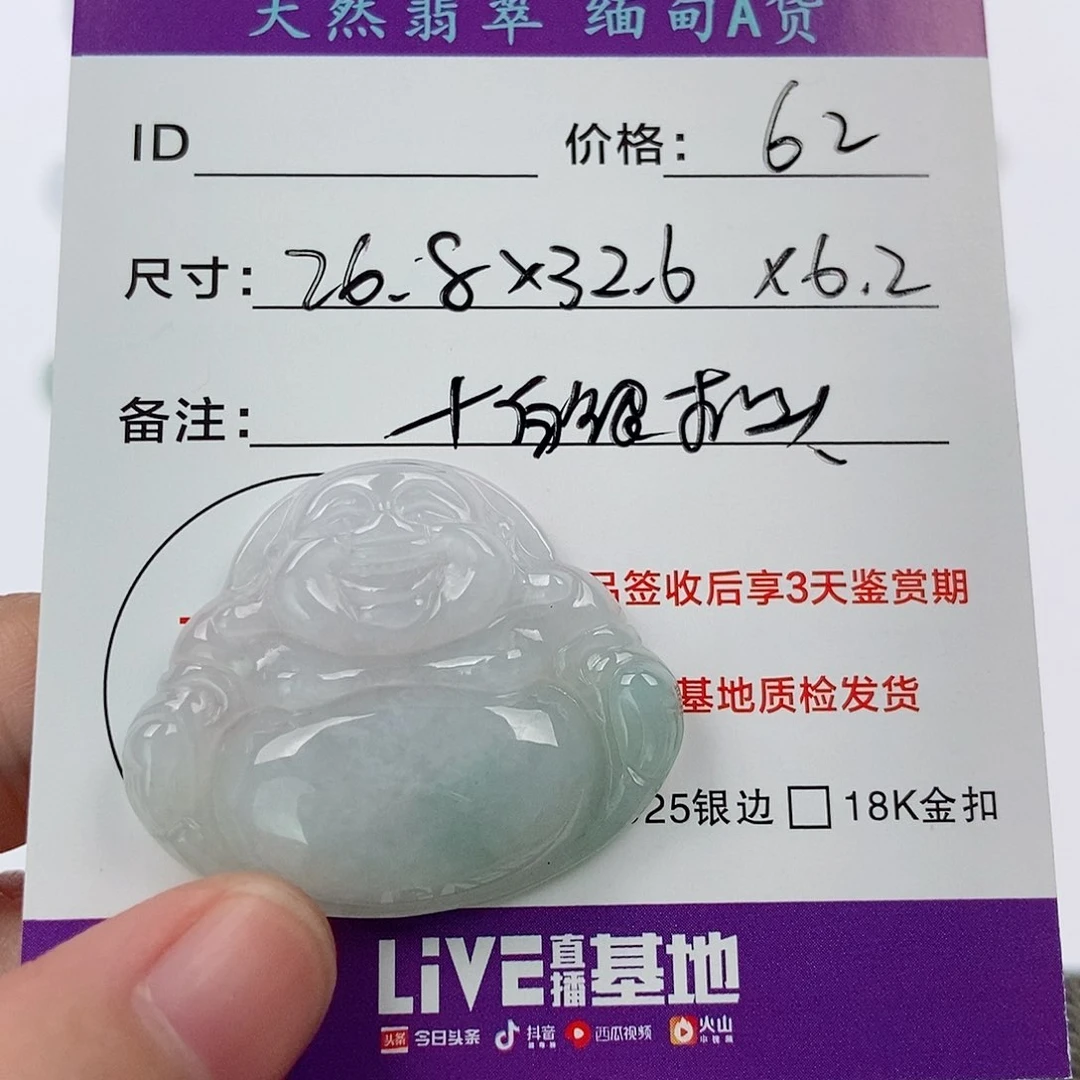 天然翡翠 缅甸A货
ID
价格: 62
尺寸: 26.8×32.6 ×6.2
备注:
品签收后享3天鉴赏期
基地质检发货
25银边 □ 18K金扣
LiVE直播基地
头条 今日头条 抖音 西瓜视频 火山